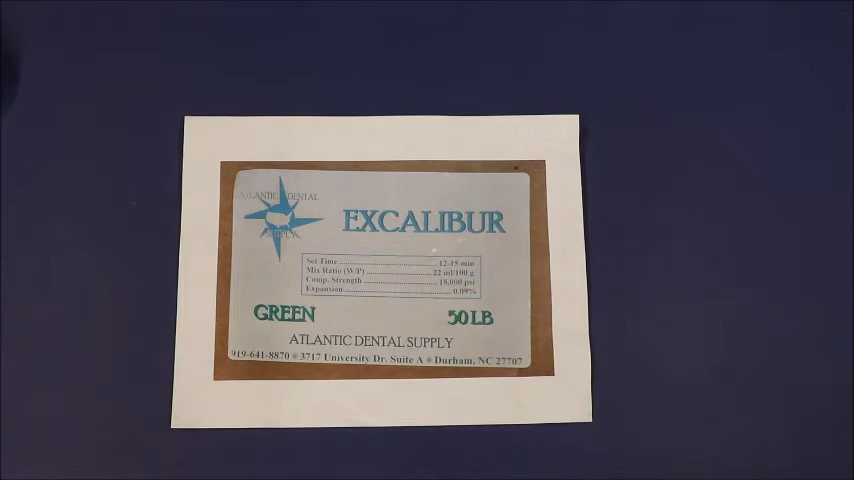 ATLANTIC DENTAL
SUPPLY
EXCALIBUR
Set Time ........................................ 12-15 min
Mix Ratio (W/P) ........................... 22 ml/100 g
Comp. Strength .............................. 18,000 psi
Expansion ............................................ 0.09%
GREEN 50 LB
ATLANTIC DENTAL SUPPLY
919-641-8870 * 3717 University Dr. Suite A * Durham, NC 27707